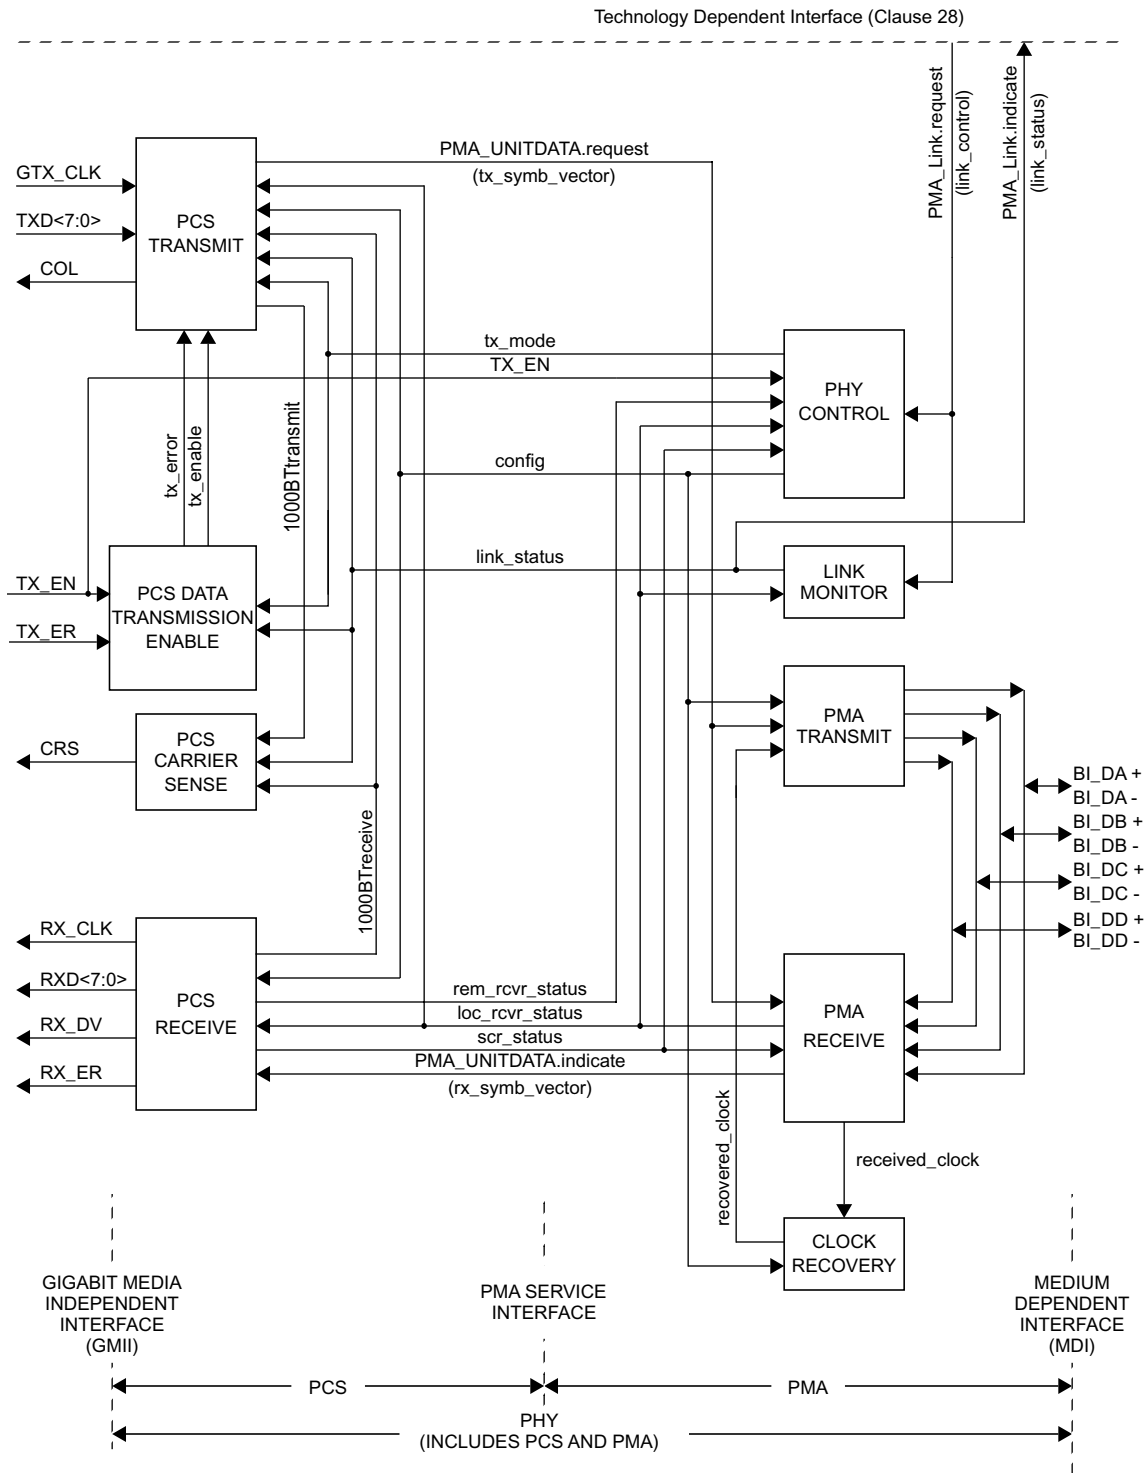 Technology Dependent Interface (Clause 28)
PMA_Link.request
(link_control)
PMA_Link.indicate
(link_status)
GTX_CLK
TXD<7:0>
COL
PCS
TRANSMIT
PMA_UNITDATA.request
(tx_symb_vector)
tx_mode
TX_EN
PHY
CONTROL
tx_error
tx_enable
1000BTtransmit
config
link_status
LINK
MONITOR
TX_EN
TX_ER
PCS DATA
TRANSMISSION
ENABLE
CRS
PCS
CARRIER
SENSE
PMA
TRANSMIT
BI_DA +
BI_DA -
BI_DB +
BI_DB -
BI_DC +
BI_DC -
BI_DD +
BI_DD -
1000BTreceive
RX_CLK
RXD<7:0>
RX_DV
RX_ER
PCS
RECEIVE
rem_rcvr_status
loc_rcvr_status
scr_status
PMA_UNITDATA.indicate
(rx_symb_vector)
PMA
RECEIVE
recovered_clock
received_clock
CLOCK
RECOVERY
GIGABIT MEDIA
INDEPENDENT
INTERFACE
(GMII)
PMA SERVICE
INTERFACE
MEDIUM
DEPENDENT
INTERFACE
(MDI)
PCS
PMA
PHY
(INCLUDES PCS AND PMA)